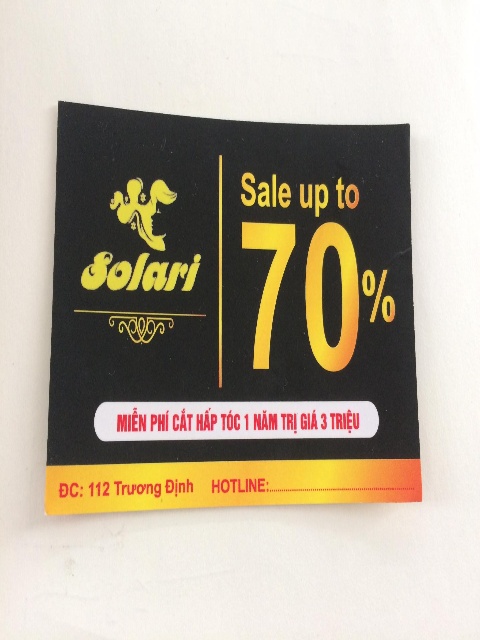 Solari
Sale up to
70%
MIỄN PHÍ CẮT HẤP TÓC 1 NĂM TRỊ GIÁ 3 TRIỆU
ĐC: 112 Trương Định HOTLINE:................................................